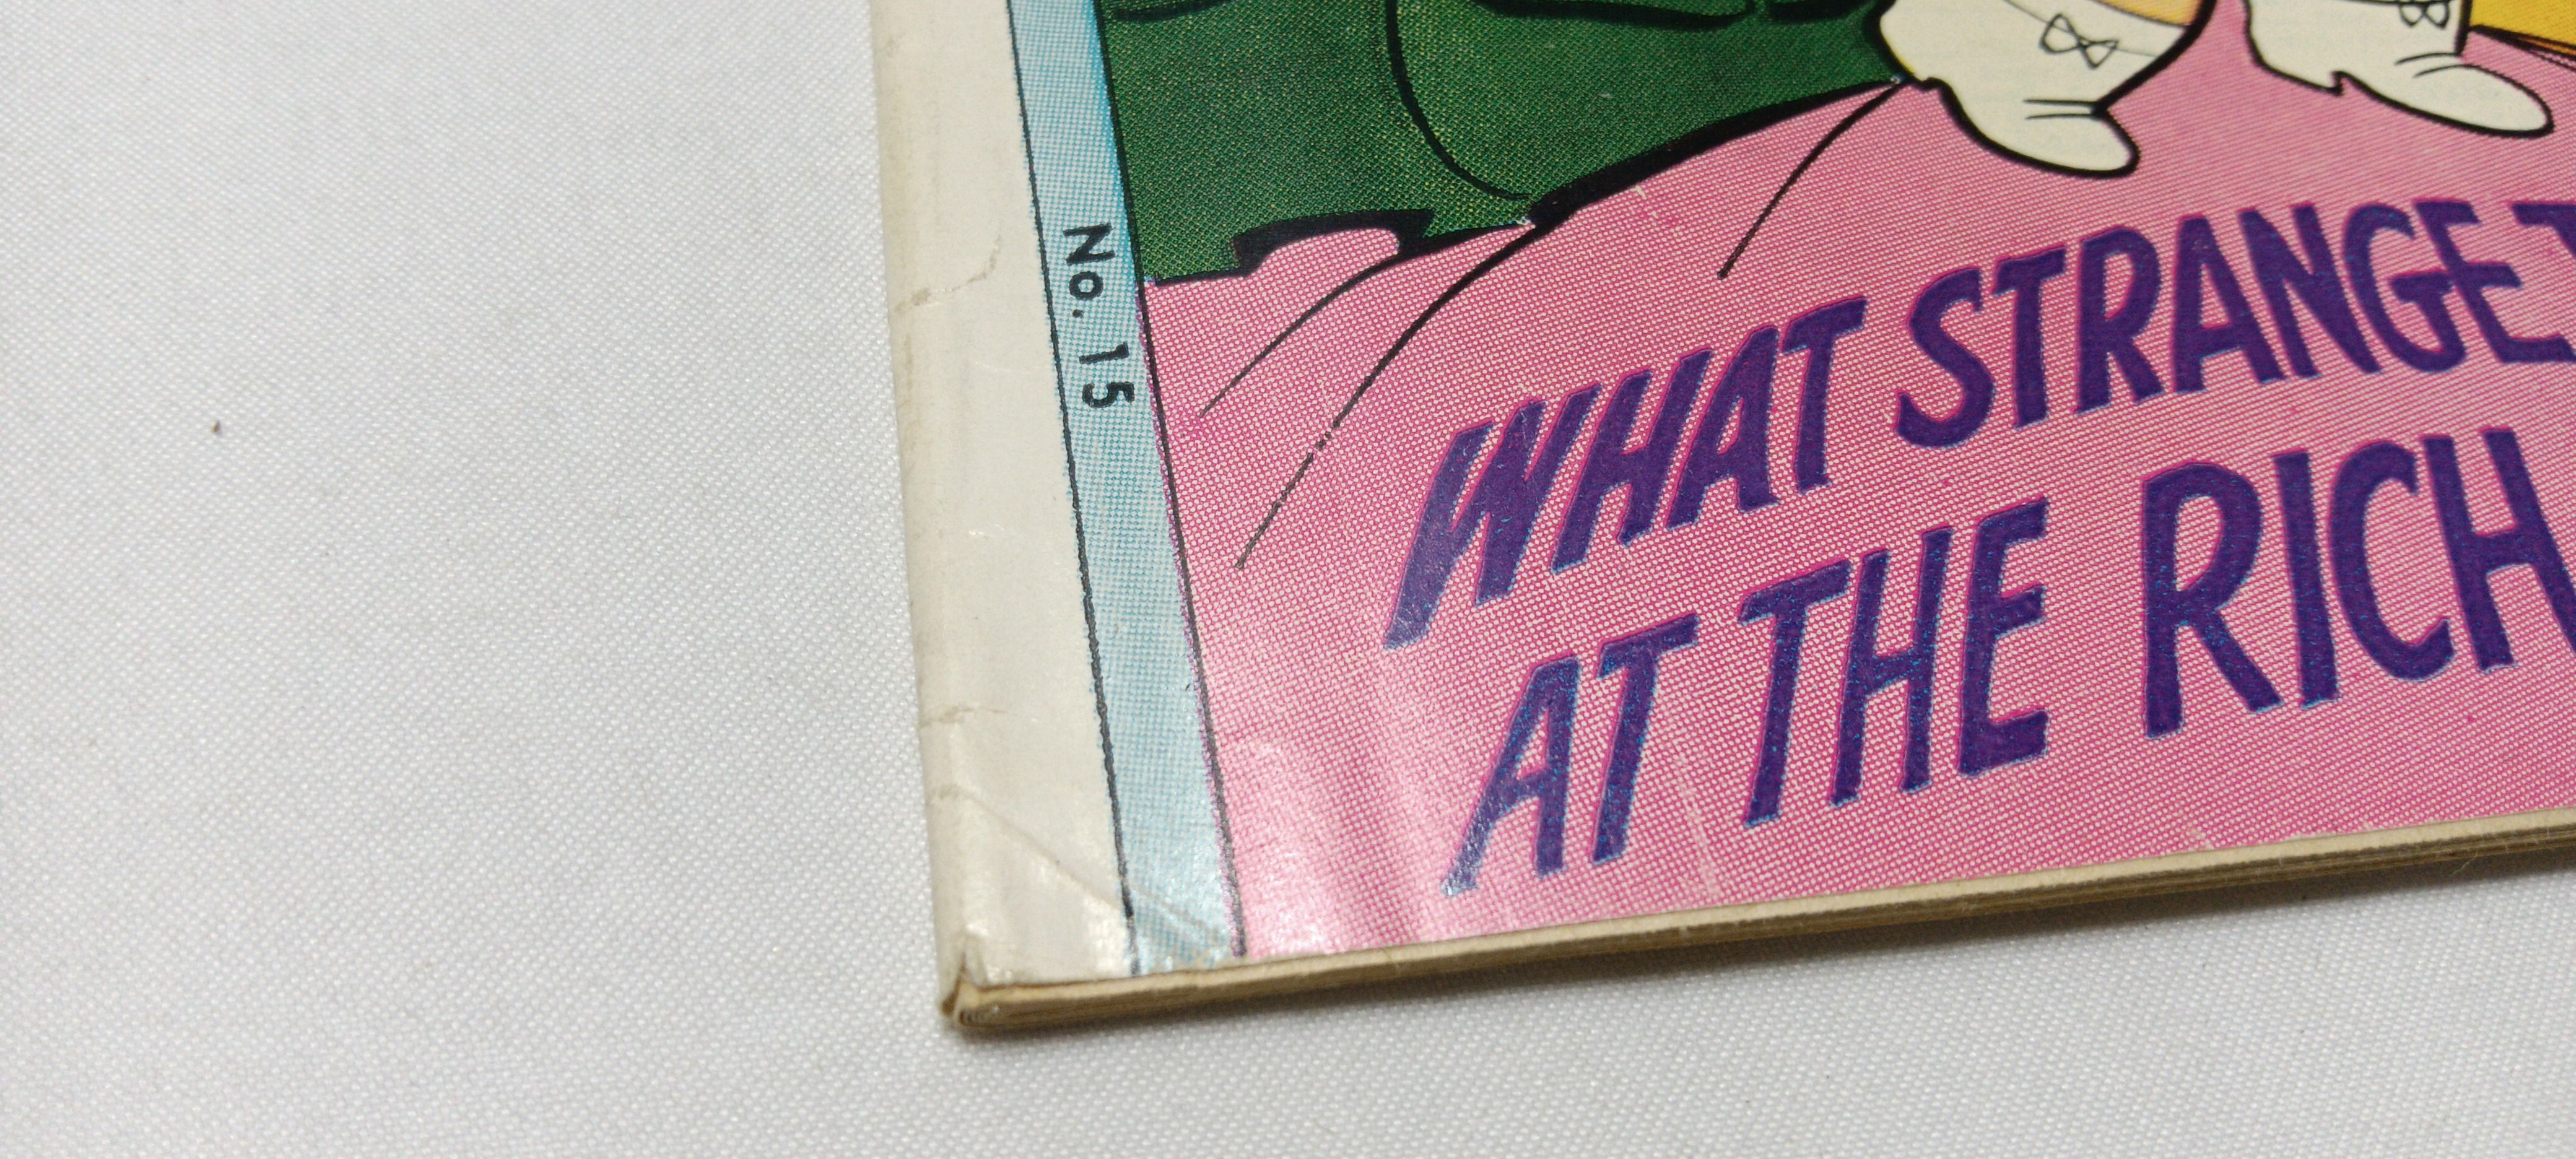 No. 15
WHAT STRANGE
AT THE RICH